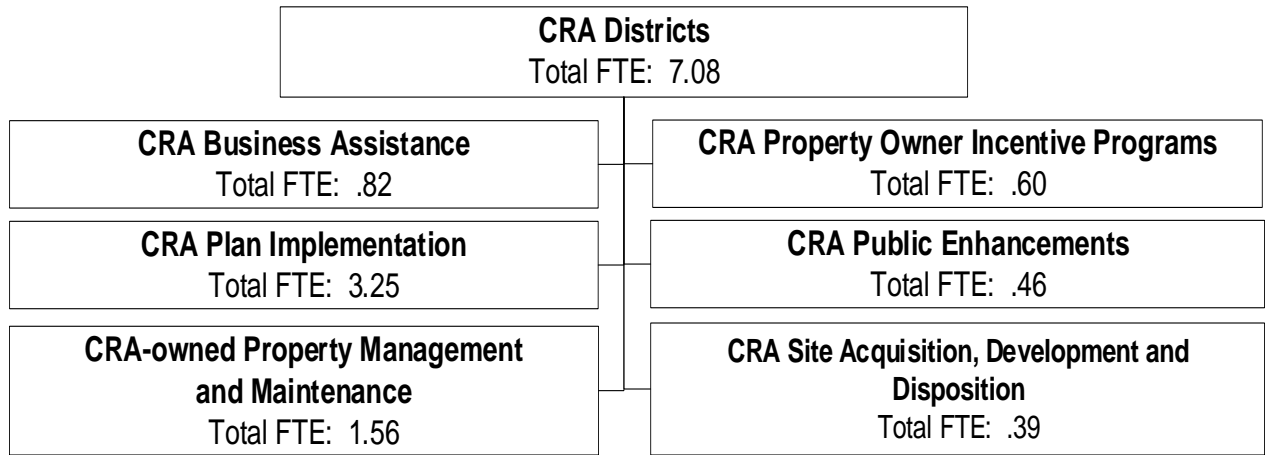 CRA Districts
Total FTE: 7.08
CRA Business Assistance
Total FTE: .82
CRA Property Owner Incentive Programs
Total FTE: .60
CRA Plan Implementation
Total FTE: 3.25
CRA Public Enhancements
Total FTE: .46
CRA-owned Property Management
and Maintenance
Total FTE: 1.56
CRA Site Acquisition, Development and
Disposition
Total FTE: .39